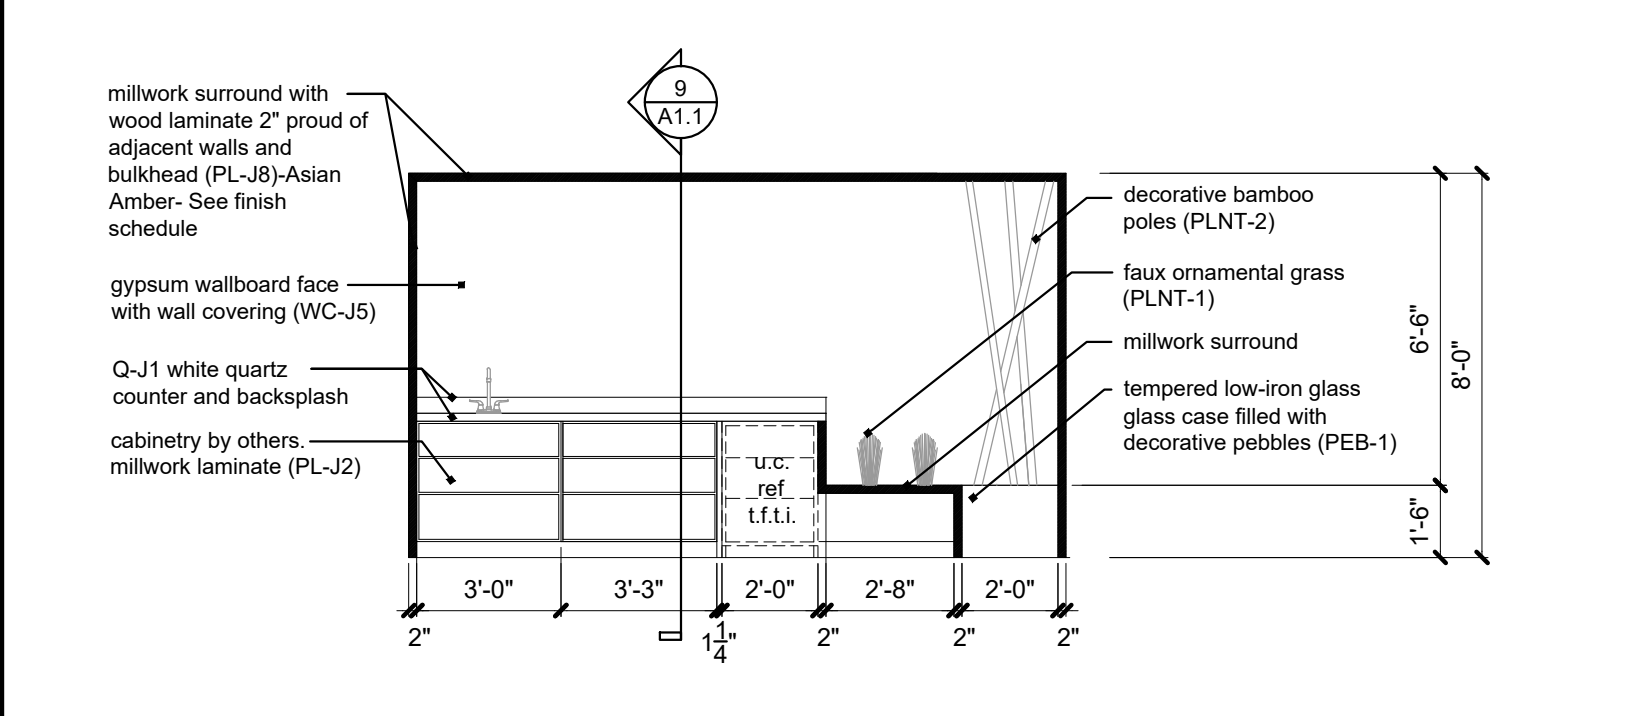 9
A1.1
millwork surround with
wood laminate 2" proud of
adjacent walls and
bulkhead (PL-J8)-Asian
Amber- See finish
schedule
gypsum wallboard face
with wall covering (WC-J5)
Q-J1 white quartz
counter and backsplash
cabinetry by others.
millwork laminate (PL-J2)
u.c.
ref
t.f.t.i.
decorative bamboo
poles (PLNT-2)
faux ornamental grass
(PLNT-1)
millwork surround
tempered low-iron glass
glass case filled with
decorative pebbles (PEB-1)
6'-6"
8'-0"
1'-6"
3'-0" 3'-3" 2'-0" 2'-8" 2'-0"
2" 1 1/4" 2" 2" 2"